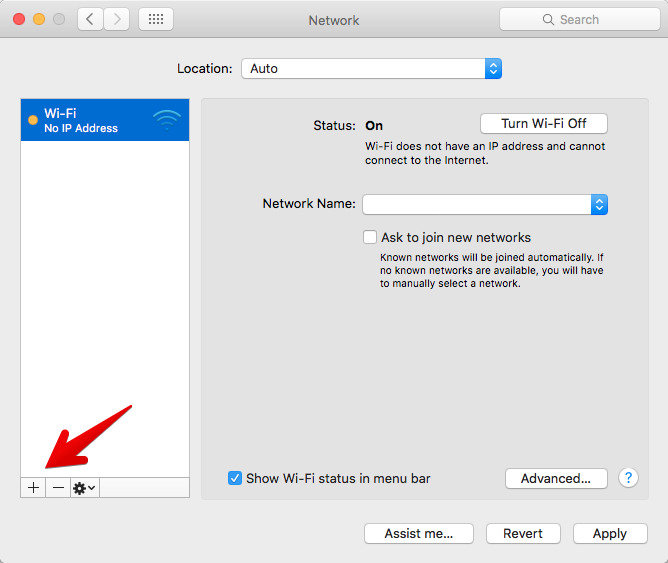 Network
Search
Location: Auto
Wi-Fi
No IP Address
Status: On
Turn Wi-Fi Off
Wi-Fi does not have an IP address and cannot
connect to the Internet.
Network Name:
Ask to join new networks
Known networks will be joined automatically. If
no known networks are available, you will have
to manually select a network.
Show Wi-Fi status in menu bar
Advanced...
?
Assist me...
Revert
Apply